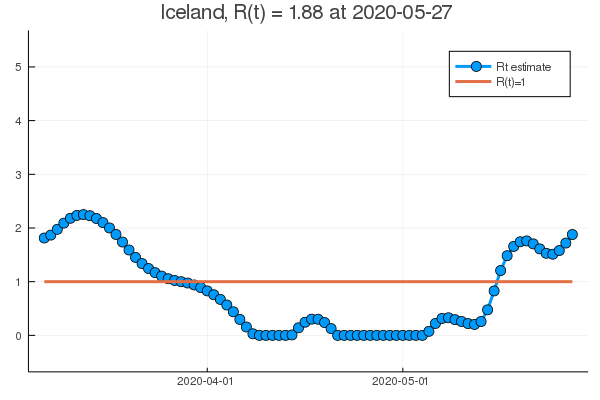 Iceland, R(t) = 1.88 at 2020-05-27
5
4
3
2
1
0
Rt estimate
R(t)=1
2020-04-01
2020-05-01